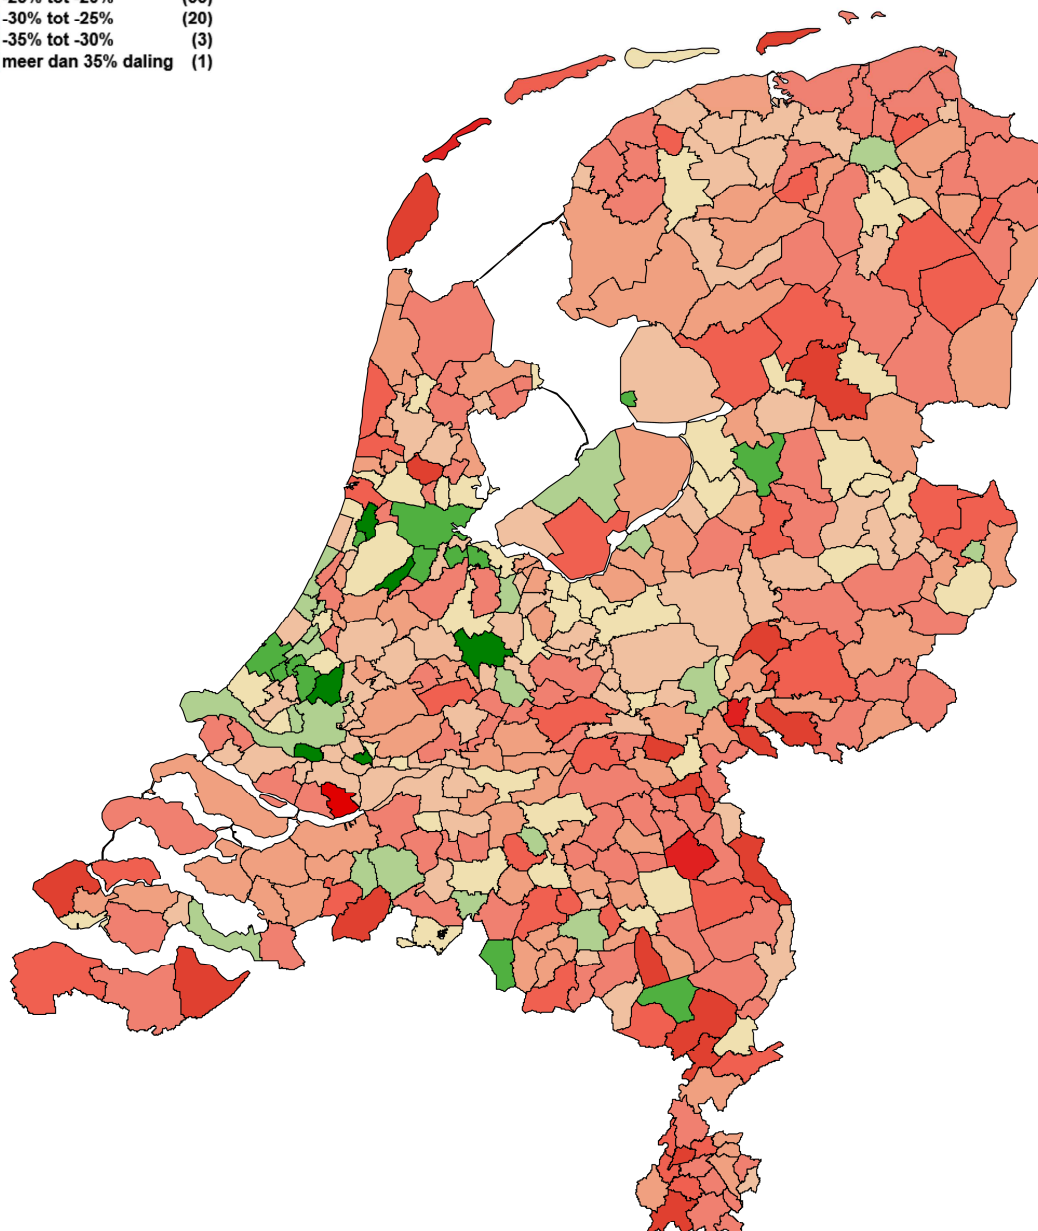 -30% tot -25% (20)
-35% tot -30% (3)
meer dan 35% daling (1)